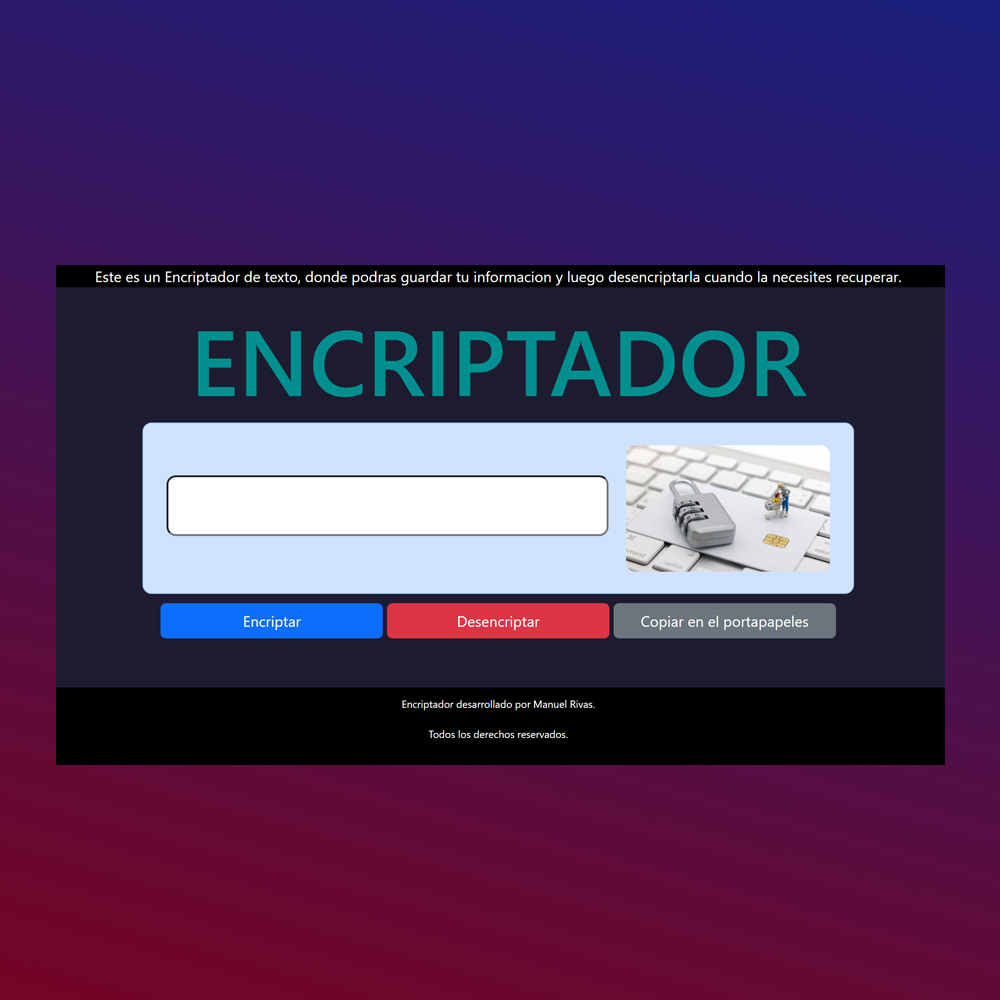 Este es un Encriptador de texto, donde podras guardar tu informacion y luego desencriptarla cuando la necesites recuperar.
ENCRIPTADOR
Encriptar
Desencriptar
Copiar en el portapapeles
Encriptador desarrollado por Manuel Rivas.
Todos los derechos reservados.